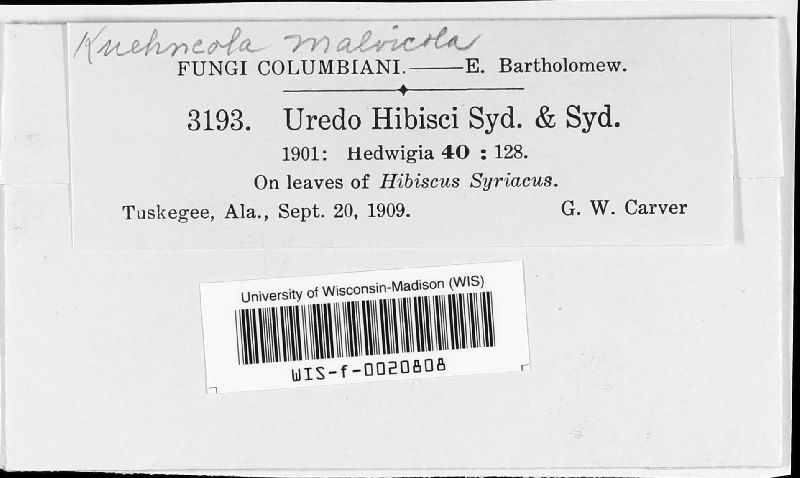 Kuehneola malvicola
FUNGI COLUMBIANI.——E. Bartholomew.
3193. Uredo Hibisci Syd. & Syd.
1901: Hedwigia 40 : 128.
On leaves of Hibiscus Syriacus.
Tuskegee, Ala., Sept. 20, 1909. G. W. Carver
University of Wisconsin-Madison (WIS)
WIS-f-0020808